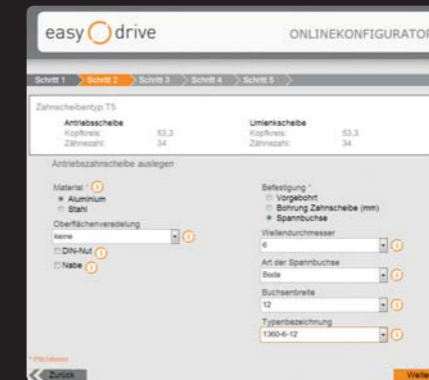 easy drive
ONLINEKONFIGURATOR
Schritt 1 Schritt 2 Schritt 3 Schritt 4 Schritt 5
Zahnscheibentyp: T5
Antriebsscheibe
Kopfkreis: 53,3
Zähnezahl: 34
Umlenkscheibe
Kopfkreis: 53,3
Zähnezahl: 34
Antriebszahnscheibe auslegen
Material *
Aluminium
Stahl
Oberflächenveredelung
keine
DIN-Nut
Nabe
Befestigung *
Vorgebohrt
Bohrung Zahnscheibe (mm)
Spannbuchse
Wellendurchmesser
6
Art der Spannbuchse
Bode
Buchsenbreite
12
Typenbezeichnung
1360-6-12
* Pflichtfelder
Zurück
Weite